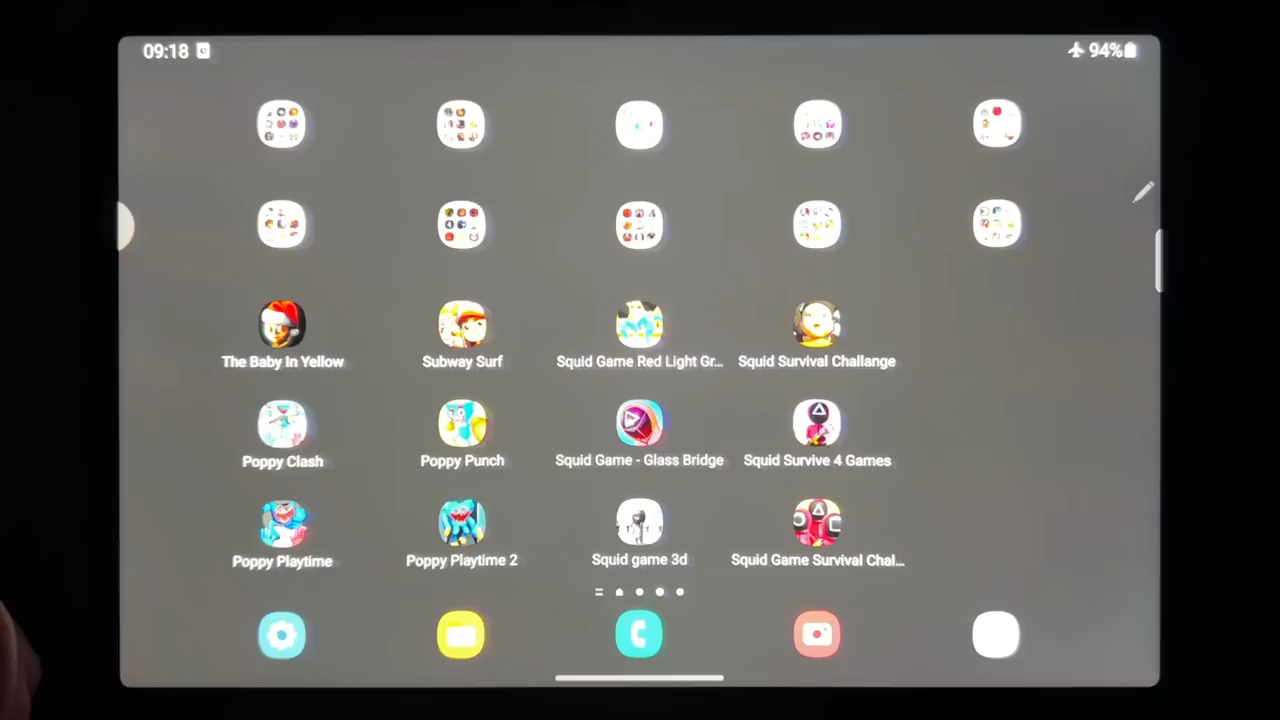 09:18
94%
The Baby In Yellow
Subway Surf
Squid Game Red Light Gr...
Squid Survival Challange
Poppy Clash
Poppy Punch
Squid Game - Glass Bridge
Squid Survive 4 Games
Poppy Playtime
Poppy Playtime 2
Squid game 3d
Squid Game Survival Chal...